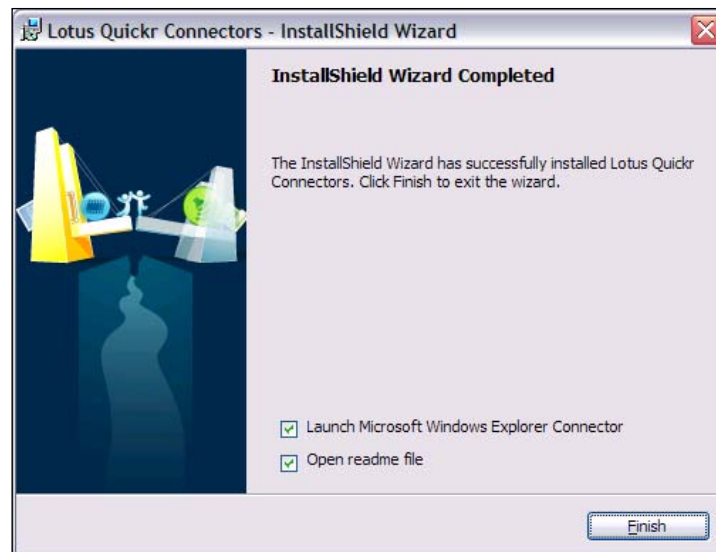 Lotus Quickr Connectors - InstallShield Wizard
InstallShield Wizard Completed
The InstallShield Wizard has successfully installed Lotus Quickr
Connectors. Click Finish to exit the wizard.
Launch Microsoft Windows Explorer Connector
Open readme file
Finish